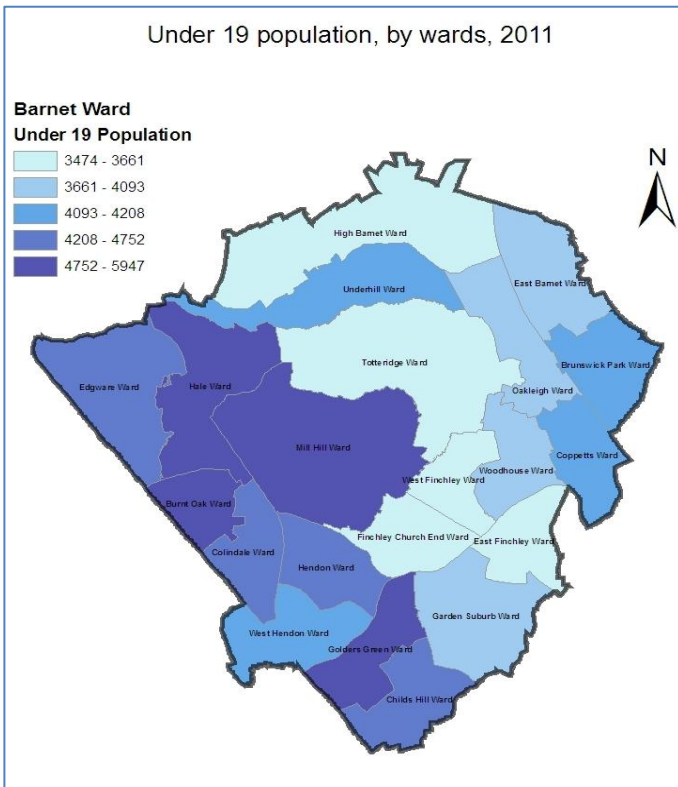 Under 19 population, by wards, 2011
Barnet Ward
Under 19 Population
3474 - 3661
3661 - 4093
4093 - 4208
4208 - 4752
4752 - 5947
N
High Barnet Ward
East Barnet Ward
Underhill Ward
Totteridge Ward
Brunswick Park Ward
Edgware Ward
Hale Ward
Oakleigh Ward
Mill Hill Ward
Coppetts Ward
Woodhouse Ward
West Finchley Ward
Burnt Oak Ward
Finchley Church End Ward
East Finchley Ward
Colindale Ward
Hendon Ward
Garden Suburb Ward
West Hendon Ward
Golders Green Ward
Childs Hill Ward